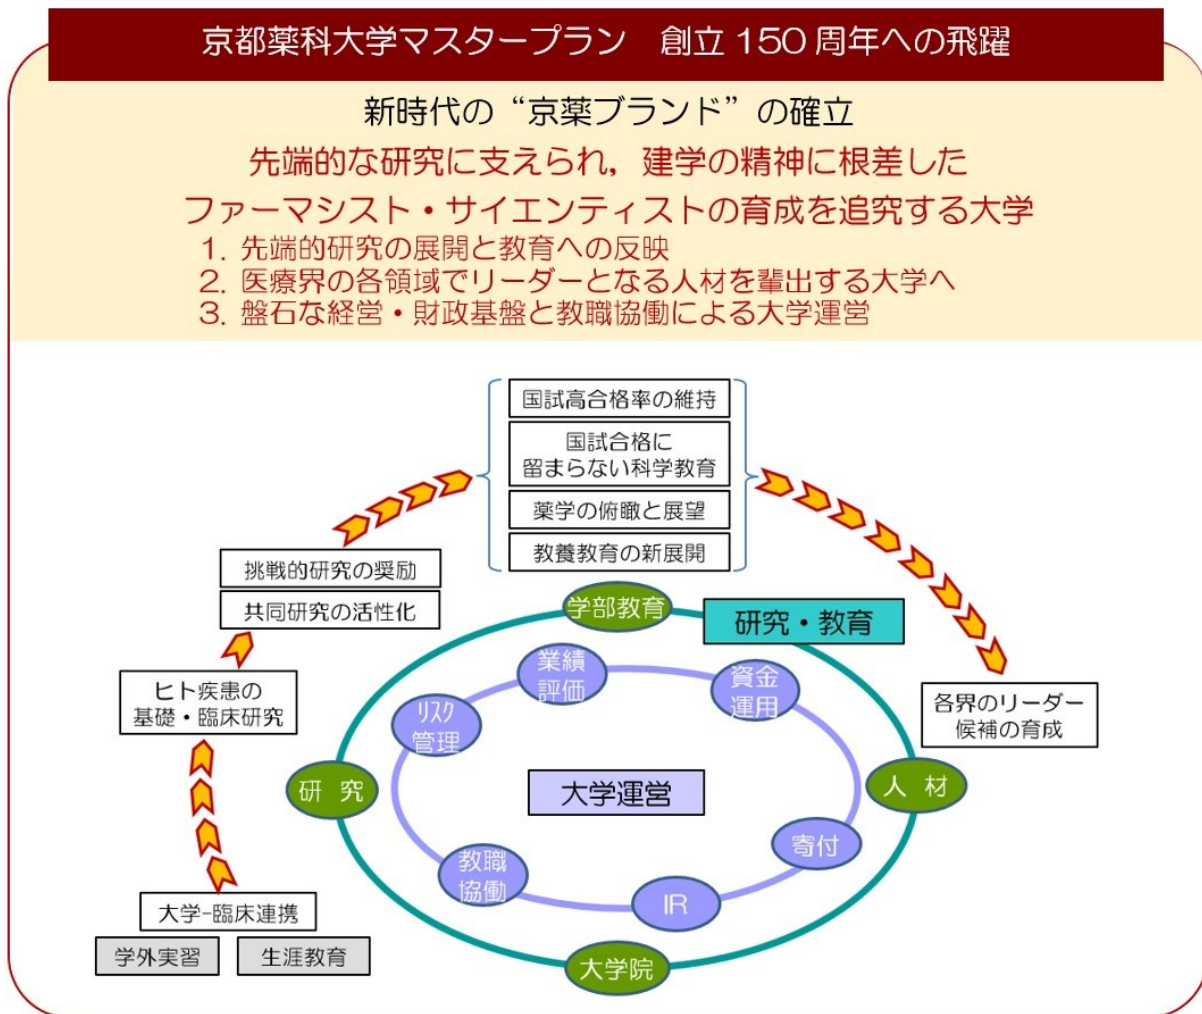 京都薬科大学マスタープラン 創立150周年への飛躍
新時代の“京薬ブランド”の確立
先端的な研究に支えられ，建学の精神に根差した
ファーマシスト・サイエンティストの育成を追究する大学
1. 先端的研究の展開と教育への反映
2. 医療界の各領域でリーダーとなる人材を輩出する大学へ
3. 盤石な経営・財政基盤と教職協働による大学運営
国試高合格率の維持
国試合格に
留まらない科学教育
薬学の俯瞰と展望
教養教育の新展開
挑戦的研究の奨励
共同研究の活性化
ヒト疾患の
基礎・臨床研究
大学-臨床連携
学外実習
生涯教育
各界のリーダー
候補の育成
学部教育
研究・教育
業績
評価
資金
運用
リスク
管理
研究
大学運営
人材
寄付
教職
協働
IR
大学院